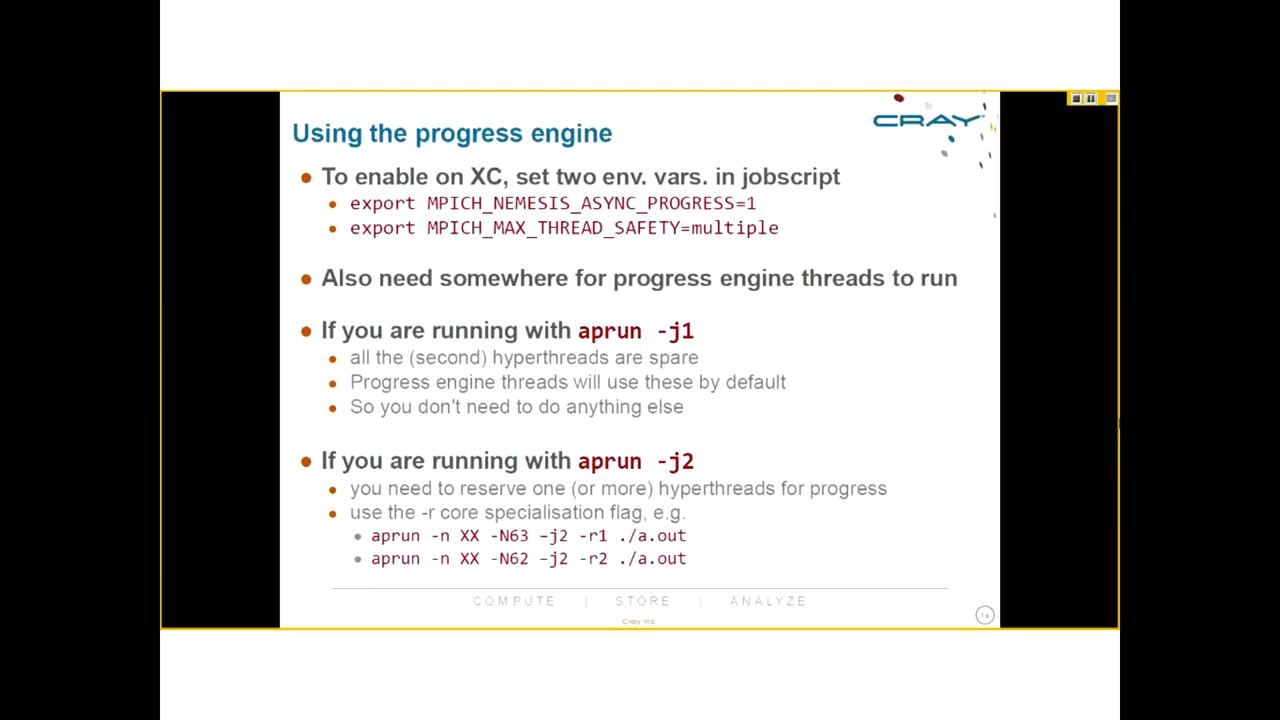 CRAY
Using the progress engine
To enable on XC, set two env. vars. in jobscript
export MPICH_NEMESIS_ASYNC_PROGRESS=1
export MPICH_MAX_THREAD_SAFETY=multiple
Also need somewhere for progress engine threads to run
If you are running with aprun -j1
all the (second) hyperthreads are spare
Progress engine threads will use these by default
So you don't need to do anything else
If you are running with aprun -j2
you need to reserve one (or more) hyperthreads for progress
use the -r core specialisation flag, e.g.
aprun -n XX -N63 –j2 -r1 ./a.out
aprun -n XX -N62 –j2 -r2 ./a.out
COMPUTE | STORE | ANALYZE
Cray Inc
16